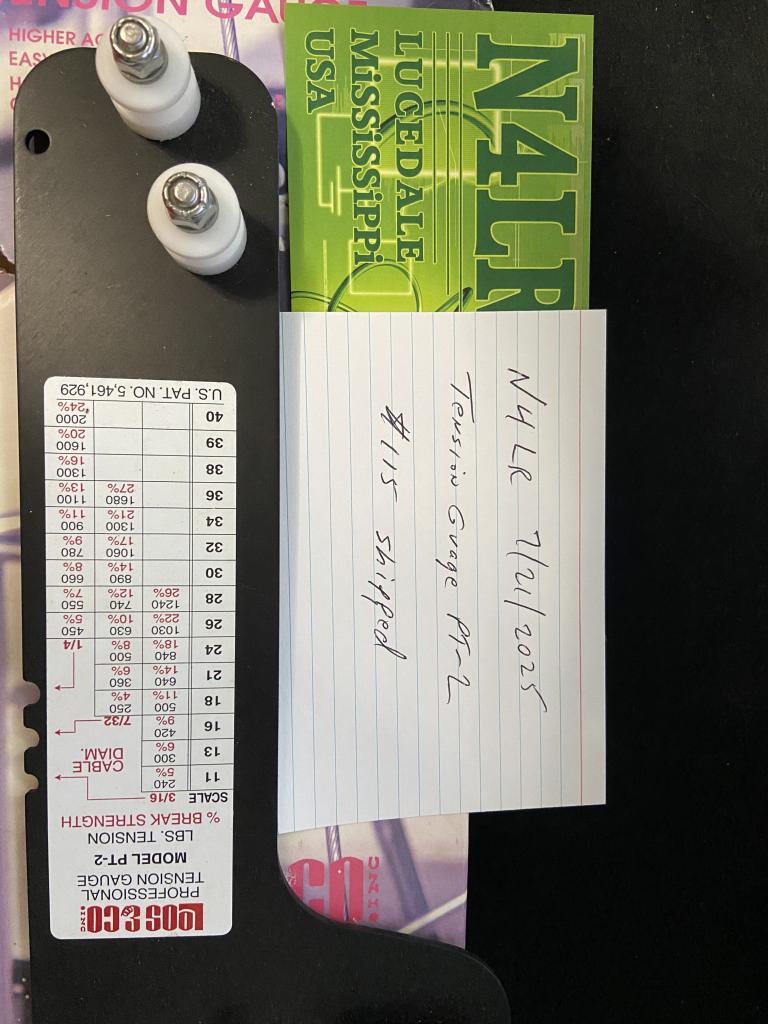 TENSION GAUGE
HIGHER AC
EASY
N4LR
LUCEDALE
Mississippi
USA
N4LR 7/21/2025
Tension Guage PT-2
$115 shipped
LOOS & CO INC
PROFESSIONAL
TENSION GAUGE
MODEL PT-2
LBS. TENSION
% BREAK STRENGTH
SCALE 3/16
11 240
5%
CABLE
DIAM.
13 300
6%
16 420
9% 7/32
18 500 250
11% 4%
21 640 360
14% 6%
24 840 500 1/4
18% 8%
26 1030 630 450
22% 10% 5%
28 1240 740 550
26% 12% 7%
30 890 660
14% 8%
32 1060 780
17% 9%
34 1300 900
21% 11%
36 1680 1100
27% 13%
38 1300
16%
39 1600
20%
40 2000
*24%
U.S. PAT. NO. 5,461,929
CO